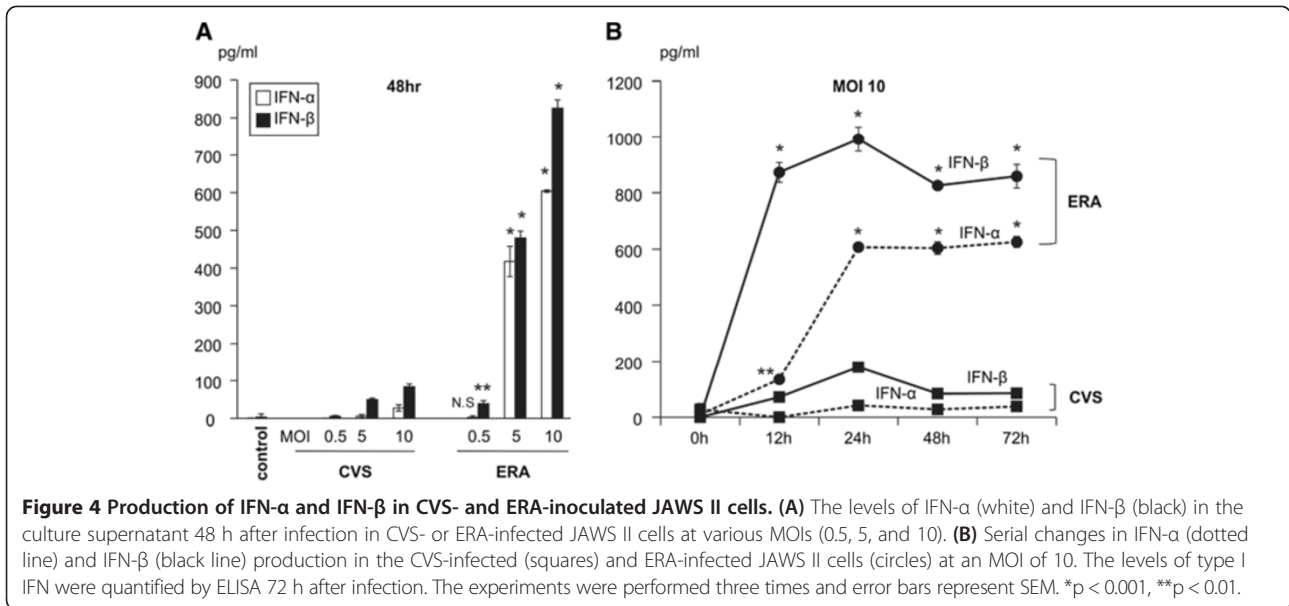 A
pg/ml
900
800
700
600
500
400
300
200
100
0
48hr
IFN-α
IFN-β
*
*
*
*
N.S
**
control
MOI 0.5 5 10 0.5 5 10
CVS ERA
B
pg/ml
MOI 10
1200
1000
800
600
400
200
0
*
*
*
*
IFN-β
ERA
*
*
*
IFN-α
**
IFN-β
IFN-α
CVS
0h 12h 24h 48h 72h
Figure 4 Production of IFN-α and IFN-β in CVS- and ERA-inoculated JAWS II cells. (A) The levels of IFN-α (white) and IFN-β (black) in the
culture supernatant 48 h after infection in CVS- or ERA-infected JAWS II cells at various MOIs (0.5, 5, and 10). (B) Serial changes in IFN-α (dotted
line) and IFN-β (black line) production in the CVS-infected (squares) and ERA-infected JAWS II cells (circles) at an MOI of 10. The levels of type I
IFN were quantified by ELISA 72 h after infection. The experiments were performed three times and error bars represent SEM. *p < 0.001, **p < 0.01.